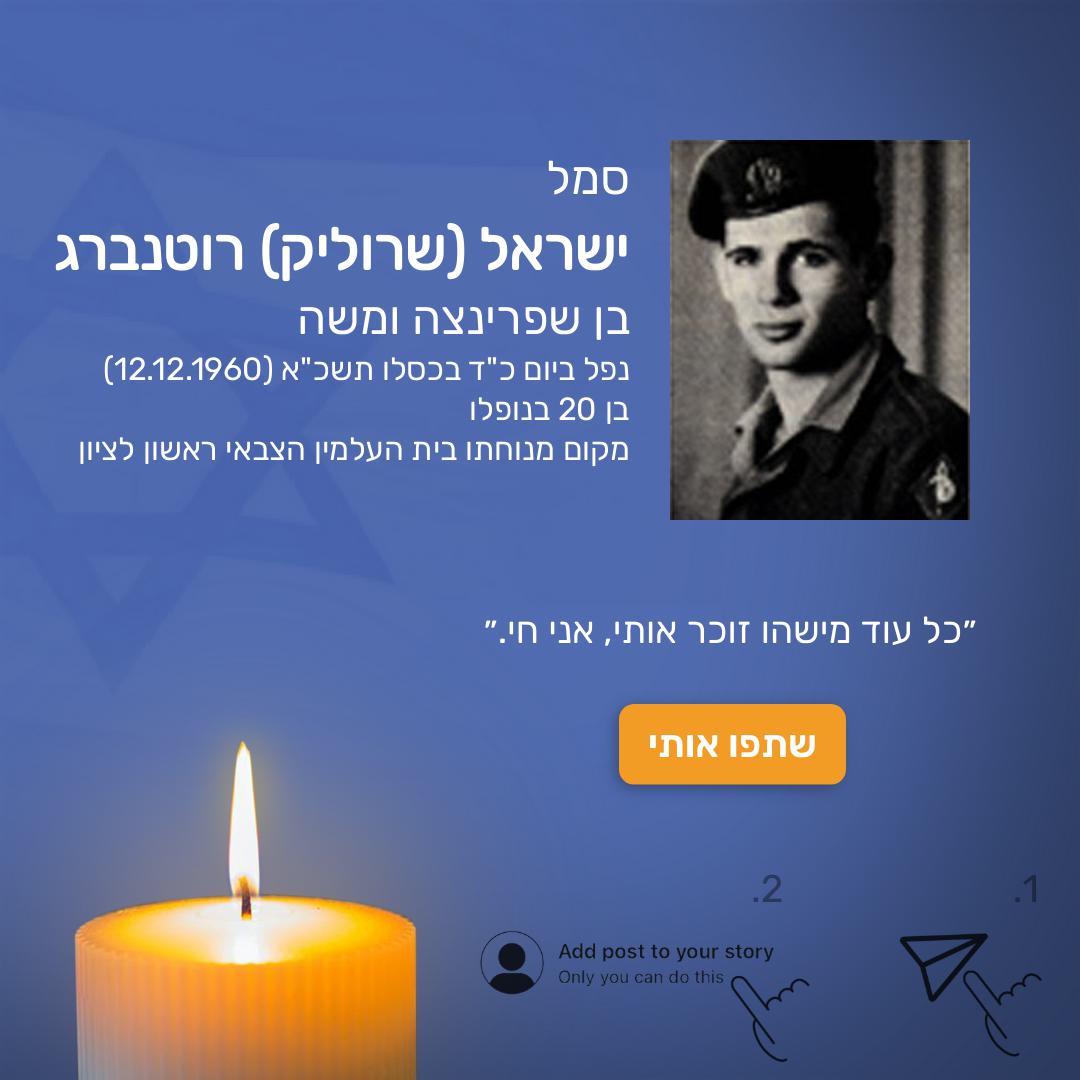 סמל
ישראל (שרוליק) רוטנברג
בן שפרינצה ומשה
נפל ביום כ"ד בכסלו תשכ"א (12.12.1960)
בן 20 בנופלו
מקום מנוחתו בית העלמין הצבאי ראשון לציון
״כל עוד מישהו זוכר אותי, אני חי.״
שתפו אותי
.1
.2
Add post to your story
Only you can do this